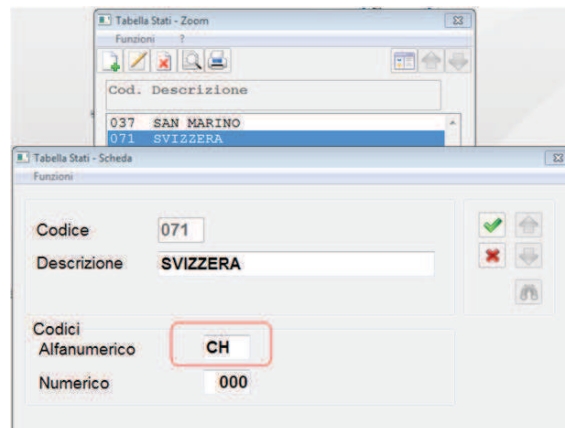 Tabella Stati - Zoom
Funzioni ?
Cod. Descrizione
037 SAN MARINO
071 SVIZZERA
Tabella Stati - Scheda
Funzioni
Codice 071
Descrizione SVIZZERA
Codici
Alfanumerico CH
Numerico 000